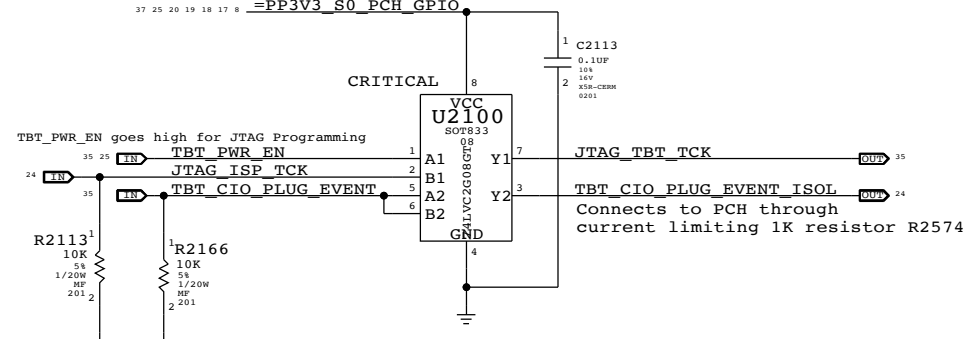 37 25 20 19 18 17 8 =PP3V3_S0_PCH_GPIO
1 C2113
0.1UF
10%
16V
2 X5R-CERM
0201
CRITICAL 8
VCC
U2100
SOT833
08
74LVC2G08GT
TBT_PWR_EN goes high for JTAG Programming
35 25 IN TBT_PWR_EN 1 A1 Y1 7 JTAG_TBT_TCK OUT 35
24 IN JTAG_ISP_TCK 2 B1
35 IN TBT_CIO_PLUG_EVENT 5 A2 Y2 3 TBT_CIO_PLUG_EVENT_ISOL OUT 24
6 B2
Connects to PCH through
current limiting 1K resistor R2574
GND
4
R2113 1
10K
5%
1/20W
MF
201 2
1 R2166
10K
5%
1/20W
MF
2 201